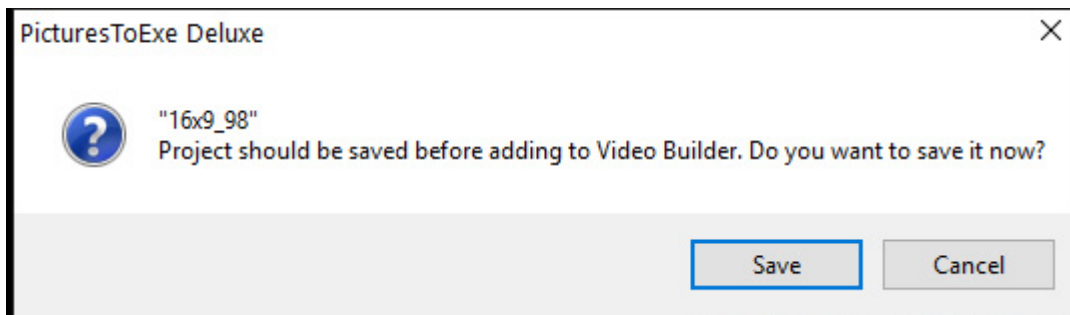 PicturesToExe Deluxe
"16x9_98"
Project should be saved before adding to Video Builder. Do you want to save it now?
Save
Cancel